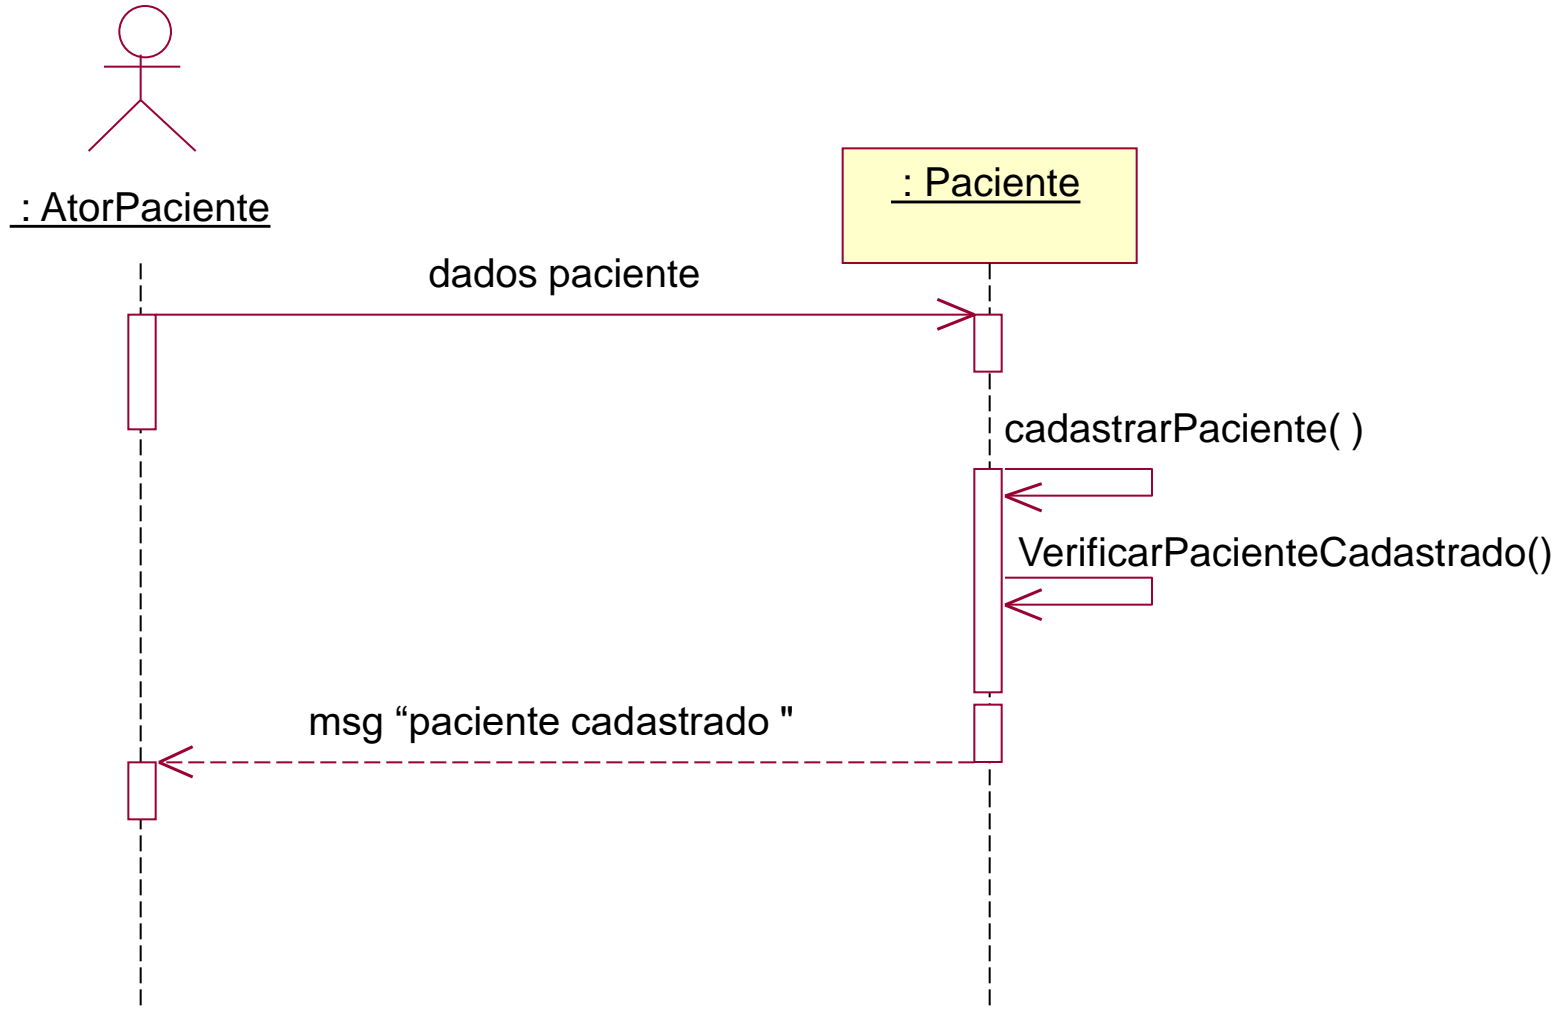 : AtorPaciente
: Paciente
dados paciente
cadastrarPaciente( )
VerificarPacienteCadastrado()
msg “paciente cadastrado "